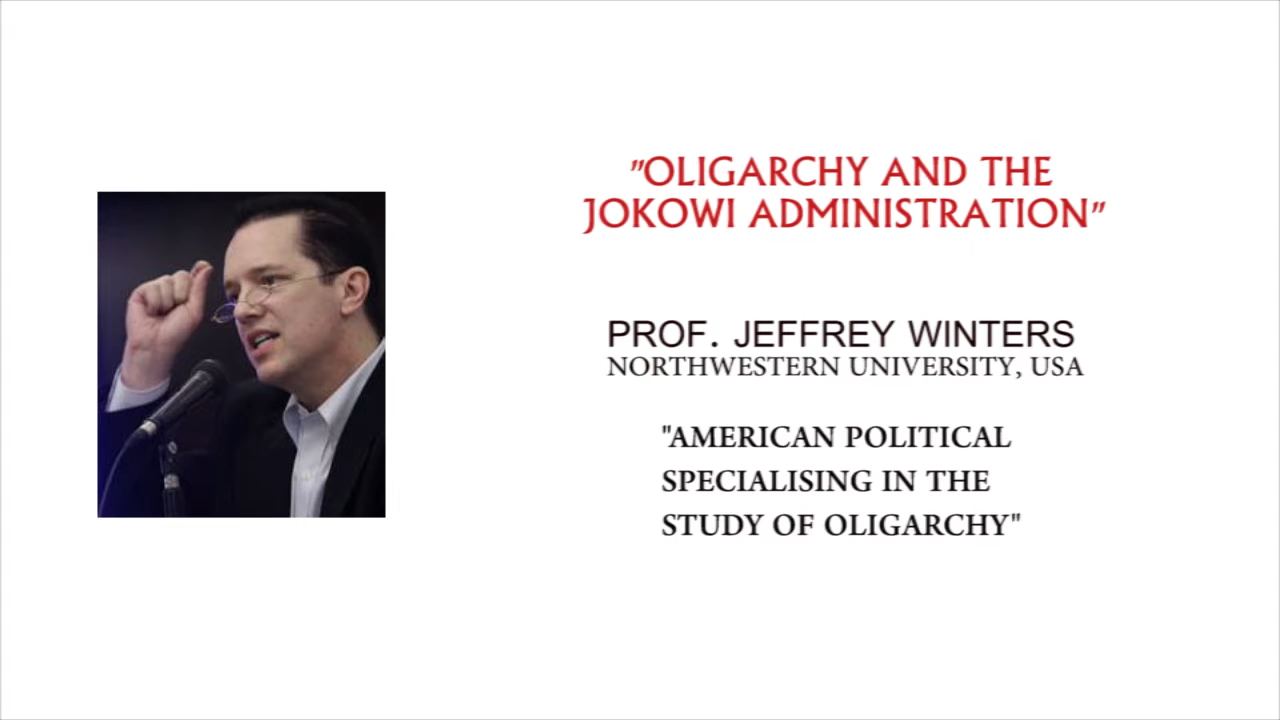 "OLIGARCHY AND THE
JOKOWI ADMINISTRATION"
PROF. JEFFREY WINTERS
NORTHWESTERN UNIVERSITY, USA
"AMERICAN POLITICAL
SPECIALISING IN THE
STUDY OF OLIGARCHY"